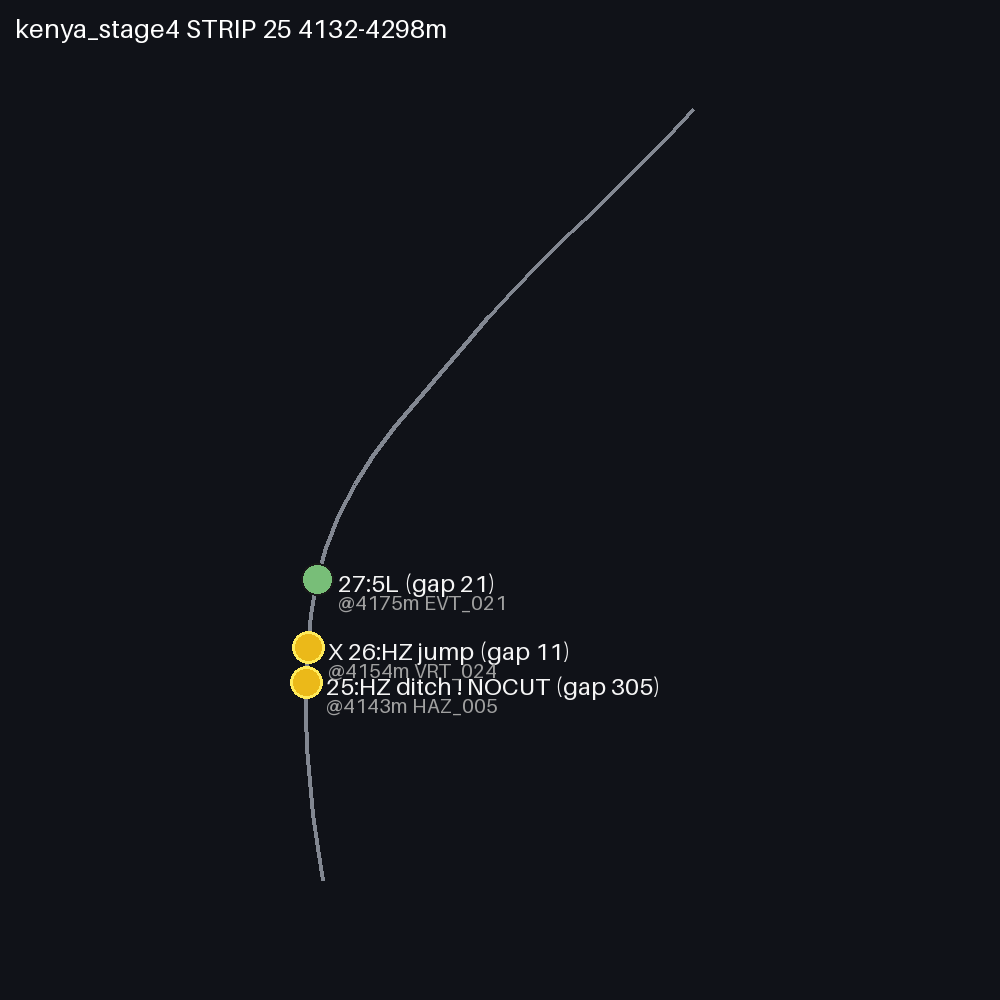 kenya_stage4 STRIP 25 4132-4298m
27:5L (gap 21)
@4175m EVT_021
X 26:HZ jump (gap 11)
@4154m VRT_024
25:HZ ditch ! NOCUT (gap 305)
@4143m HAZ_005